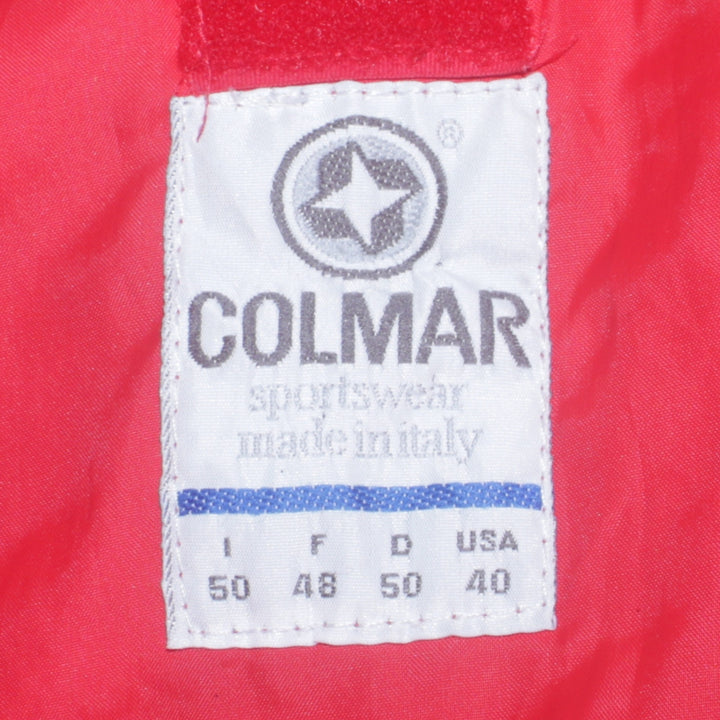 ®
COLMAR
sportswear
made in italy
I F D USA
50 48 50 40